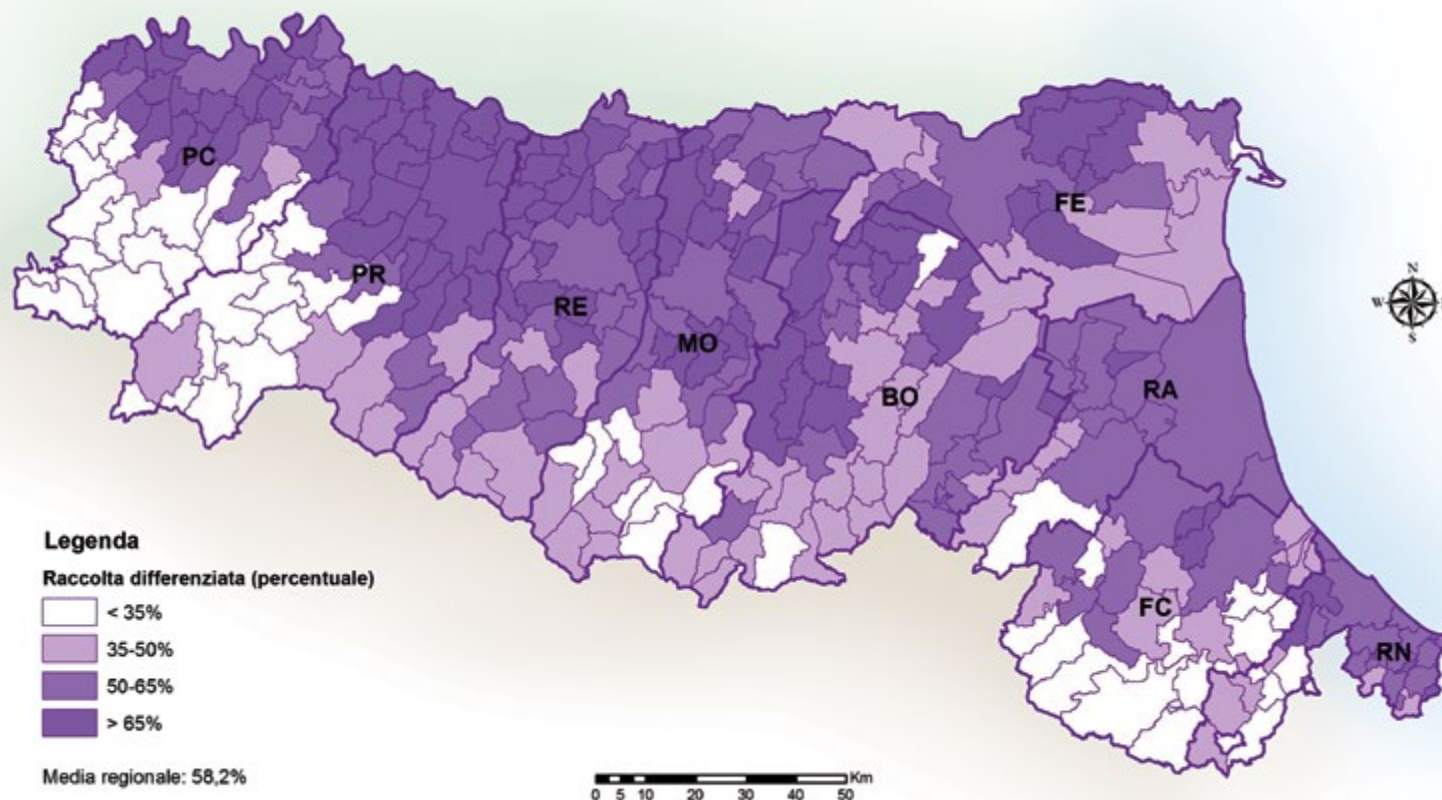 PC
PR
RE
MO
BO
FE
RA
FC
RN
N
W
S
Legenda
Raccolta differenziata (percentuale)
< 35%
35-50%
50-65%
> 65%
Media regionale: 58,2%
Km
0 5 10 20 30 40 50